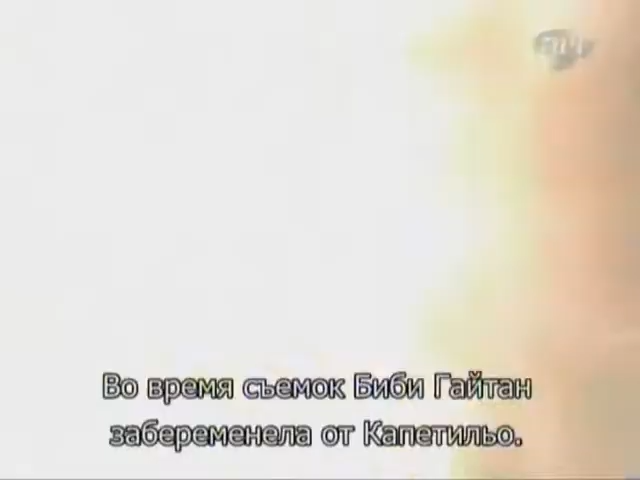 Во время съемок Биби Гайтан
забеременела от Капетильо.